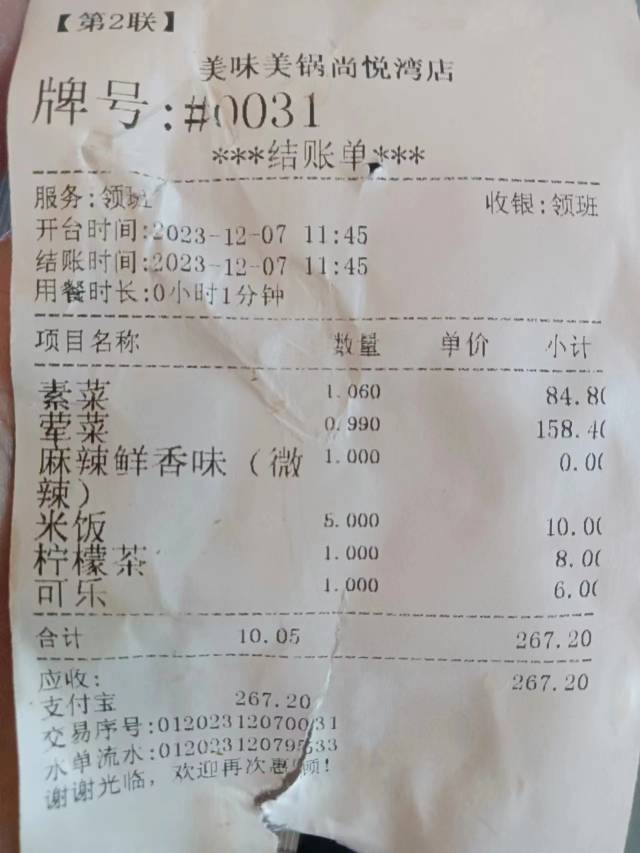 【第2联】
美味美锅尚悦湾店
牌号:#0031
***结账单***
服务:领班 收银:领班
开台时间:2023-12-07 11:45
结账时间:2023-12-07 11:45
用餐时长:0小时1分钟
项目名称 数量 单价 小计
素菜 1.060 84.80
荤菜 0.990 158.40
麻辣鲜香味（微 1.000 0.00
辣）
米饭 5.000 10.00
柠檬茶 1.000 8.00
可乐 1.000 6.00
合计 10.05 267.20
应收: 267.20
支付宝 267.20
交易序号:01202312070031
水单流水:01202312079533
谢谢光临，欢迎再次惠顾!